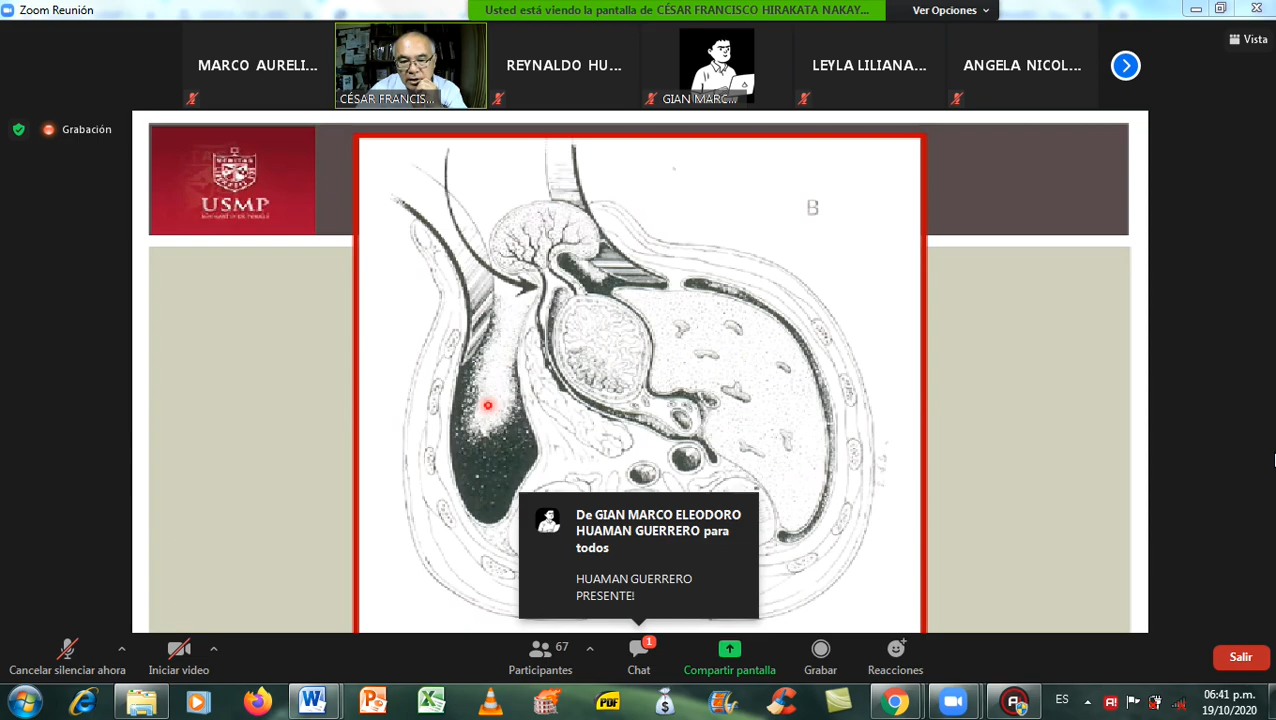 Zoom Reunión
Usted está viendo la pantalla de CÉSAR FRANCISCO HIRAKATA NAKAY...
Ver Opciones
Vista
MARCO AURELI...
CÉSAR FRANCIS...
REYNALDO HU...
GIAN MARC...
LEYLA LILIANA...
ANGELA NICOL...
Grabación
USMP
B
De GIAN MARCO ELEODORO
HUAMAN GUERRERO para
todos
HUAMAN GUERRERO
PRESENTE!
Cancelar silenciar ahora
Iniciar video
67
Participantes
1
Chat
Compartir pantalla
Grabar
Reacciones
Salir
PDF
ES
06:41 p.m.
19/10/2020